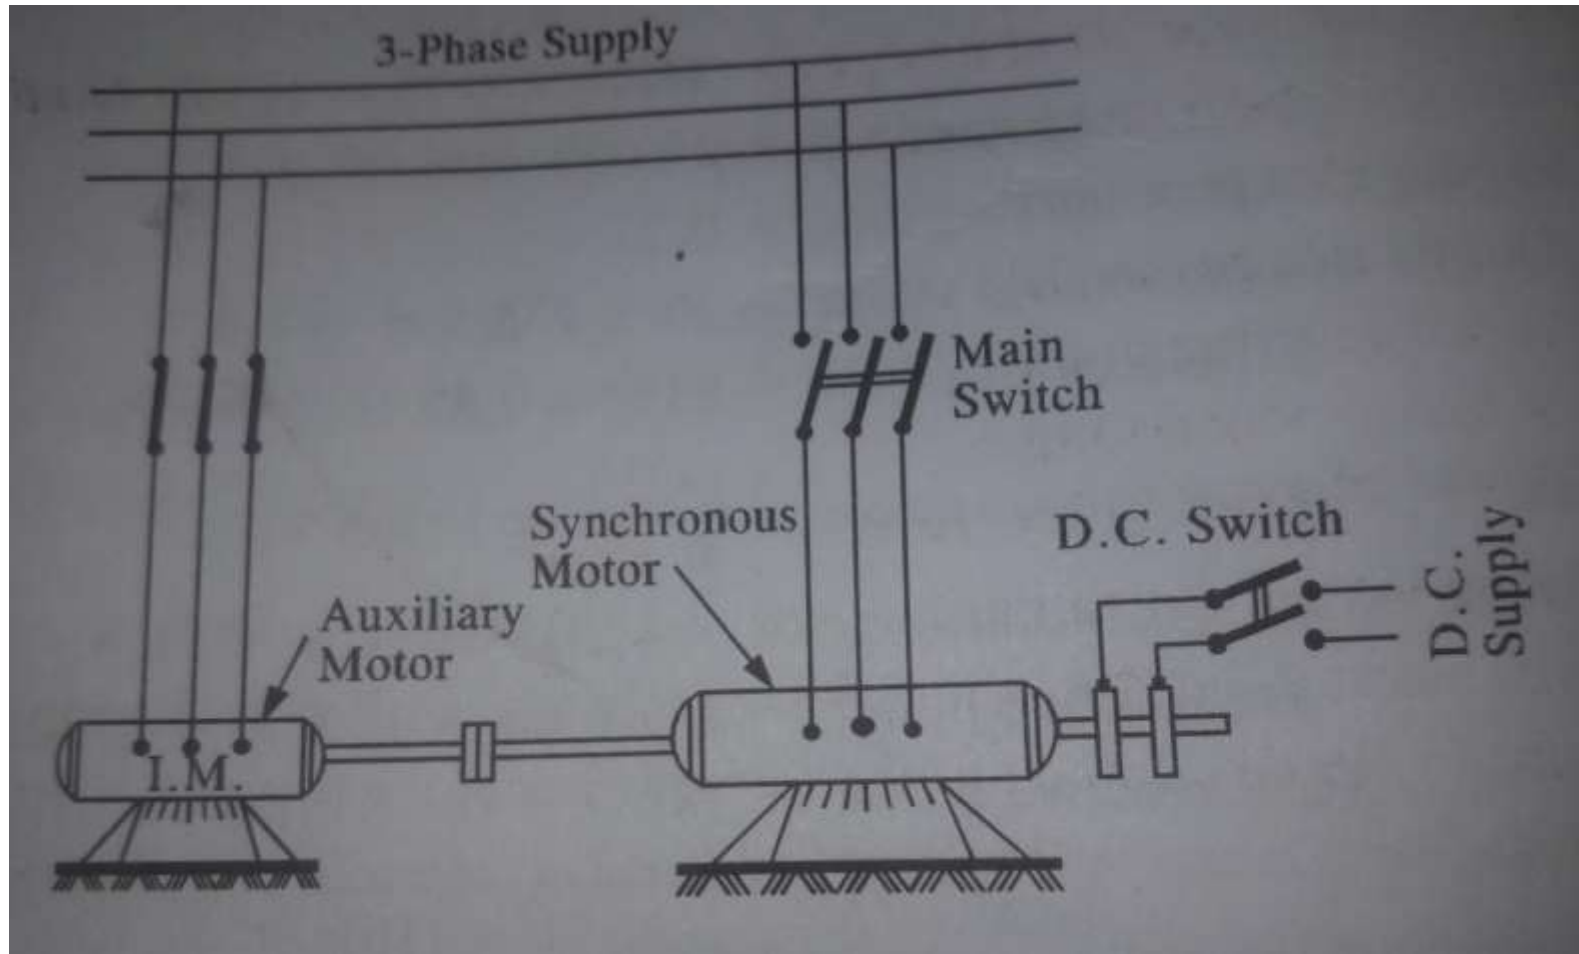 3-Phase Supply
Main
Switch
Synchronous
Motor
D.C. Switch
D.C.
Supply
Auxiliary
Motor
I.M.